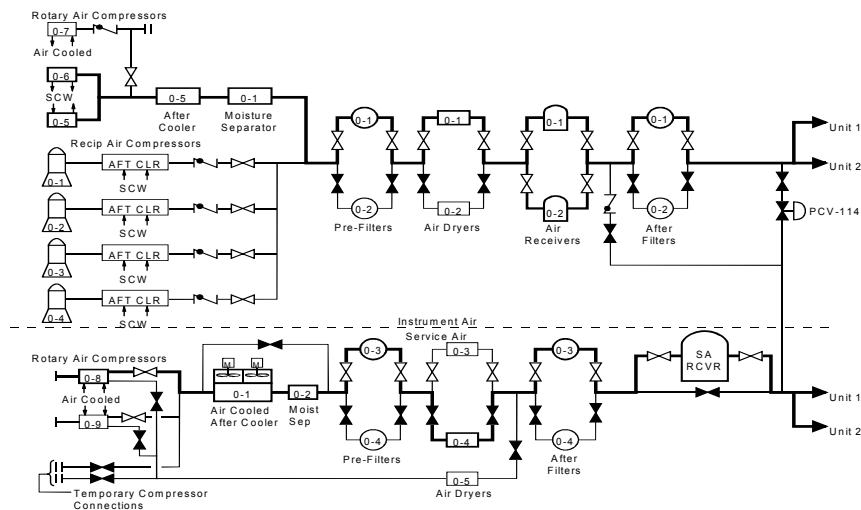 Rotary Air Compressors
0-7
Air Cooled
0-6
SCW
0-5
0-5
After
Cooler
0-1
Moisture
Separator
Recip Air Compressors
0-1
AFT CLR
SCW
0-2
AFT CLR
SCW
0-3
AFT CLR
SCW
0-4
AFT CLR
SCW
0-1
0-2
Pre-Filters
0-1
0-2
Air Dryers
0-1
0-2
Air
Receivers
0-1
0-2
After
Filters
Unit 1
Unit 2
PCV-114
Instrument Air
Service Air
Rotary Air Compressors
0-8
Air Cooled
0-9
Temporary Compressor
Connections
M
M
0-1
Air Cooled
After Cooler
0-2
Moist
Sep
0-3
0-4
Pre-Filters
0-3
0-4
0-5
Air Dryers
0-3
0-4
After
Filters
SA
RCVR
Unit 1
Unit 2